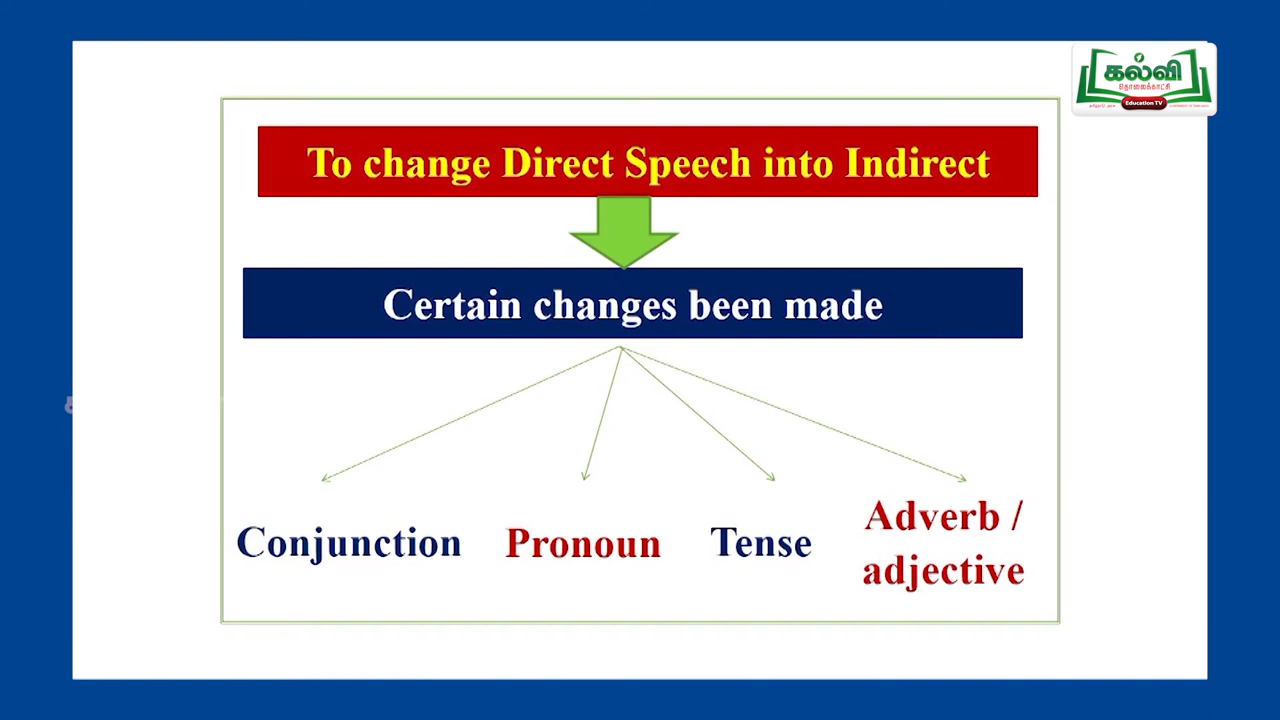 கல்வி
தொலைக்காட்சி
Education TV
To change Direct Speech into Indirect
Certain changes been made
Conjunction
Pronoun
Tense
Adverb /
adjective